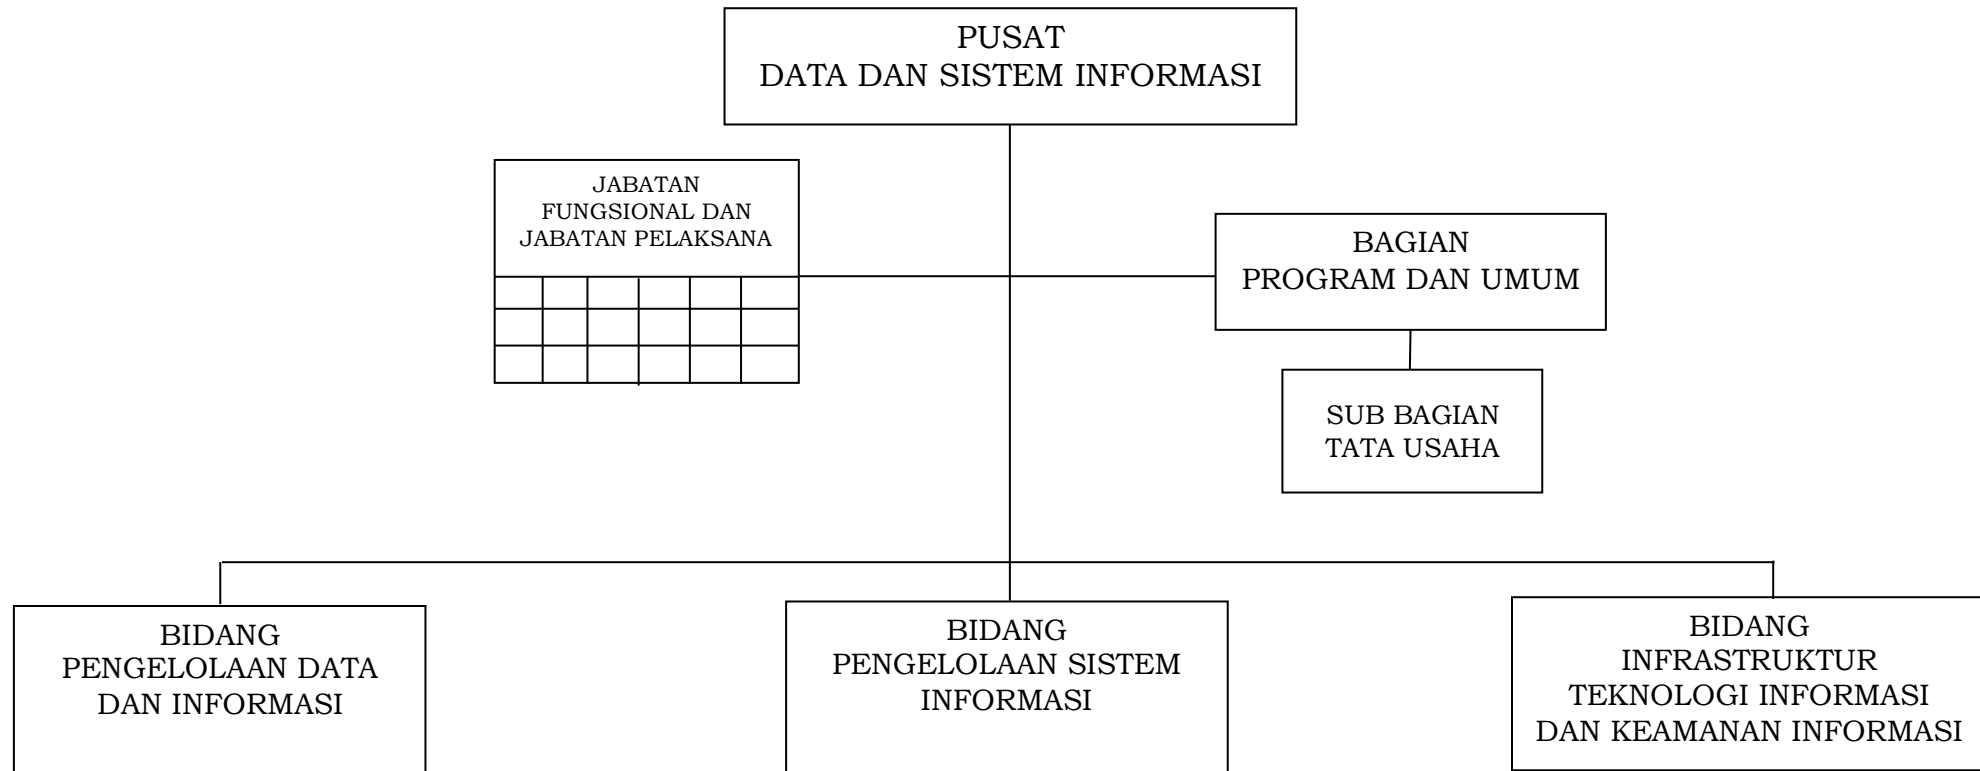 PUSAT
DATA DAN SISTEM INFORMASI
JABATAN
FUNGSIONAL DAN
JABATAN PELAKSANA
BAGIAN
PROGRAM DAN UMUM
SUB BAGIAN
TATA USAHA
BIDANG
PENGELOLAAN DATA
DAN INFORMASI
BIDANG
PENGELOLAAN SISTEM
INFORMASI
BIDANG
INFRASTRUKTUR
TEKNOLOGI INFORMASI
DAN KEAMANAN INFORMASI